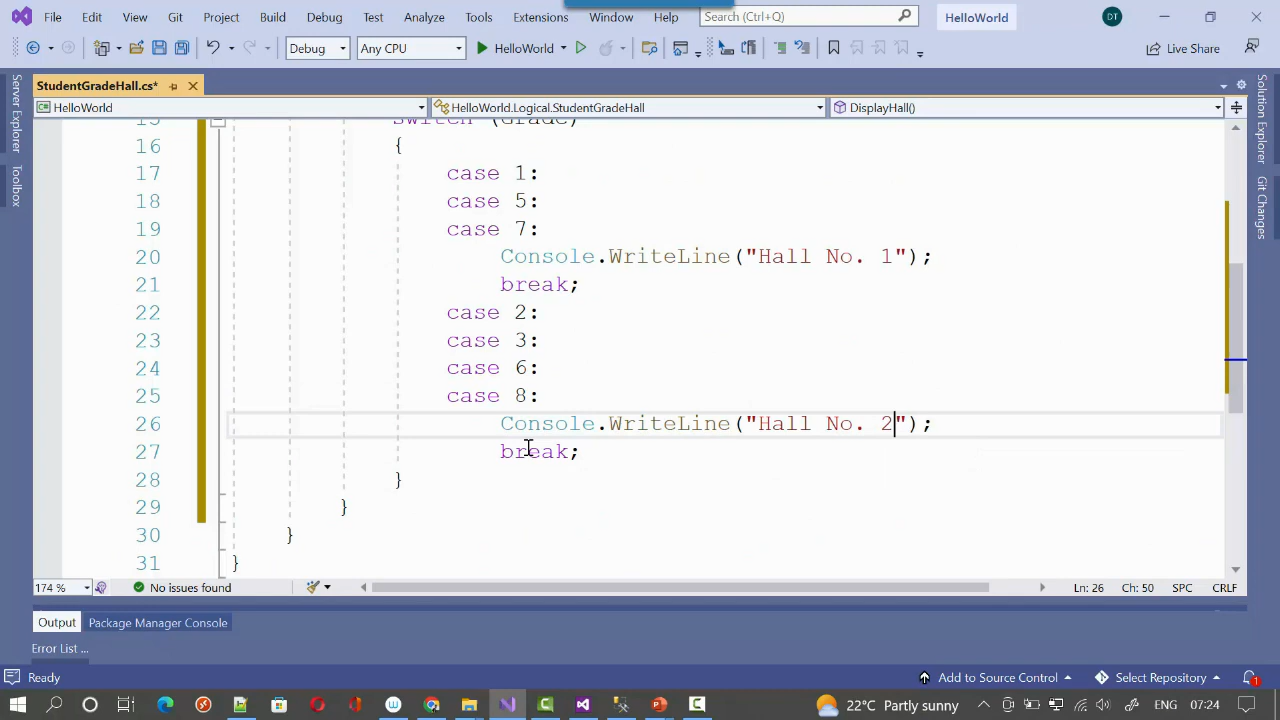 File Edit View Git Project Build Debug Test Analyze Tools Extensions Window Help Search (Ctrl+Q) HelloWorld DT
Debug Any CPU HelloWorld Live Share
StudentGradeHall.cs*
HelloWorld HelloWorld.Logical.StudentGradeHall DisplayHall()
Server Explorer
Toolbox
Solution Explorer
Git Changes
15 switch (Grade)
16 {
17 case 1:
18 case 5:
19 case 7:
20 Console.WriteLine("Hall No. 1");
21 break;
22 case 2:
23 case 3:
24 case 6:
25 case 8:
26 Console.WriteLine("Hall No. 2");
27 break;
28 }
29 }
30 }
31 }
174 % No issues found Ln: 26 Ch: 50 SPC CRLF
Output Package Manager Console
Error List ...
Ready Add to Source Control Select Repository 1
22°C Partly sunny ENG 07:24